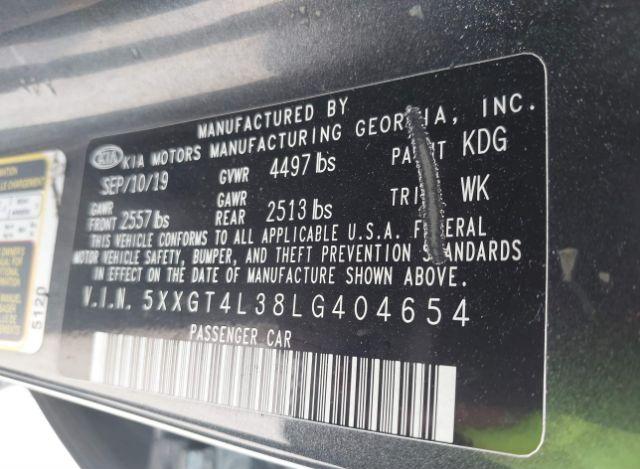 MANUFACTURED BY
KIA KIA MOTORS MANUFACTURING GEORGIA, INC.
SEP/10/19 GVWR 4497 lbs PAINT KDG
GAWR FRONT 2557 lbs GAWR REAR 2513 lbs TRIM WK
THIS VEHICLE CONFORMS TO ALL APPLICABLE U.S.A. FEDERAL
MOTOR VEHICLE SAFETY, BUMPER, AND THEFT PREVENTION STANDARDS
IN EFFECT ON THE DATE OF MANUFACTURE SHOWN ABOVE.
V.I.N. 5XXGT4L38LG404654
PASSENGER CAR
5120